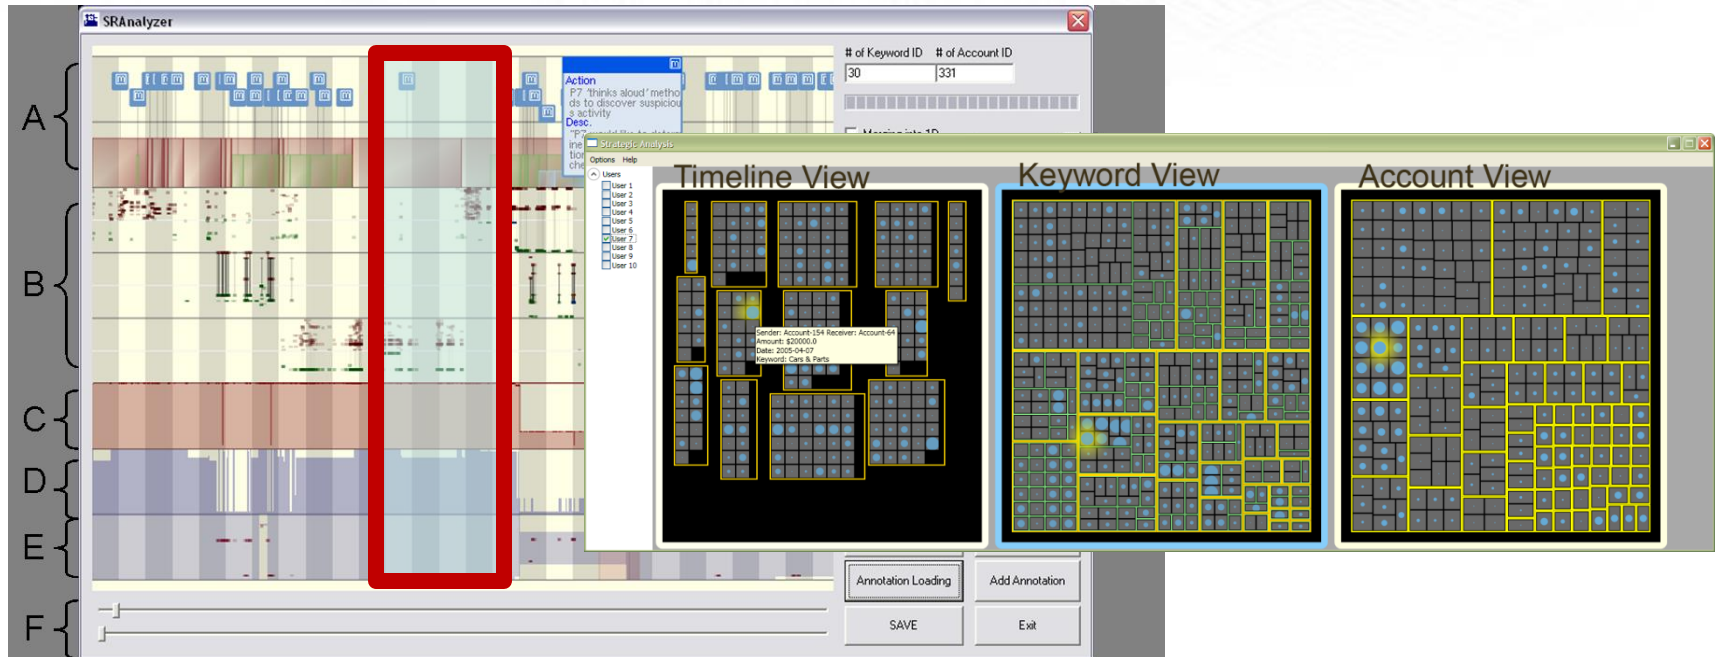 SRAnalyzer
# of Keyword ID # of Account ID
30 331
A
Action
P7 'thinks aloud' metho
ds to discover suspiciou
s activity
Desc.
Strategic Analysis
Options Help
Users
User 1
User 2
User 3
User 4
User 5
User 6
User 7
User 8
User 9
User 10
Timeline View
Keyword View
Account View
Sender: Account-154 Receiver: Account-64
Amount: $20000.0
Date: 2005-04-07
Keyword: Cars & Parts
B
C
D
E
F
Annotation Loading
Add Annotation
SAVE
Exit